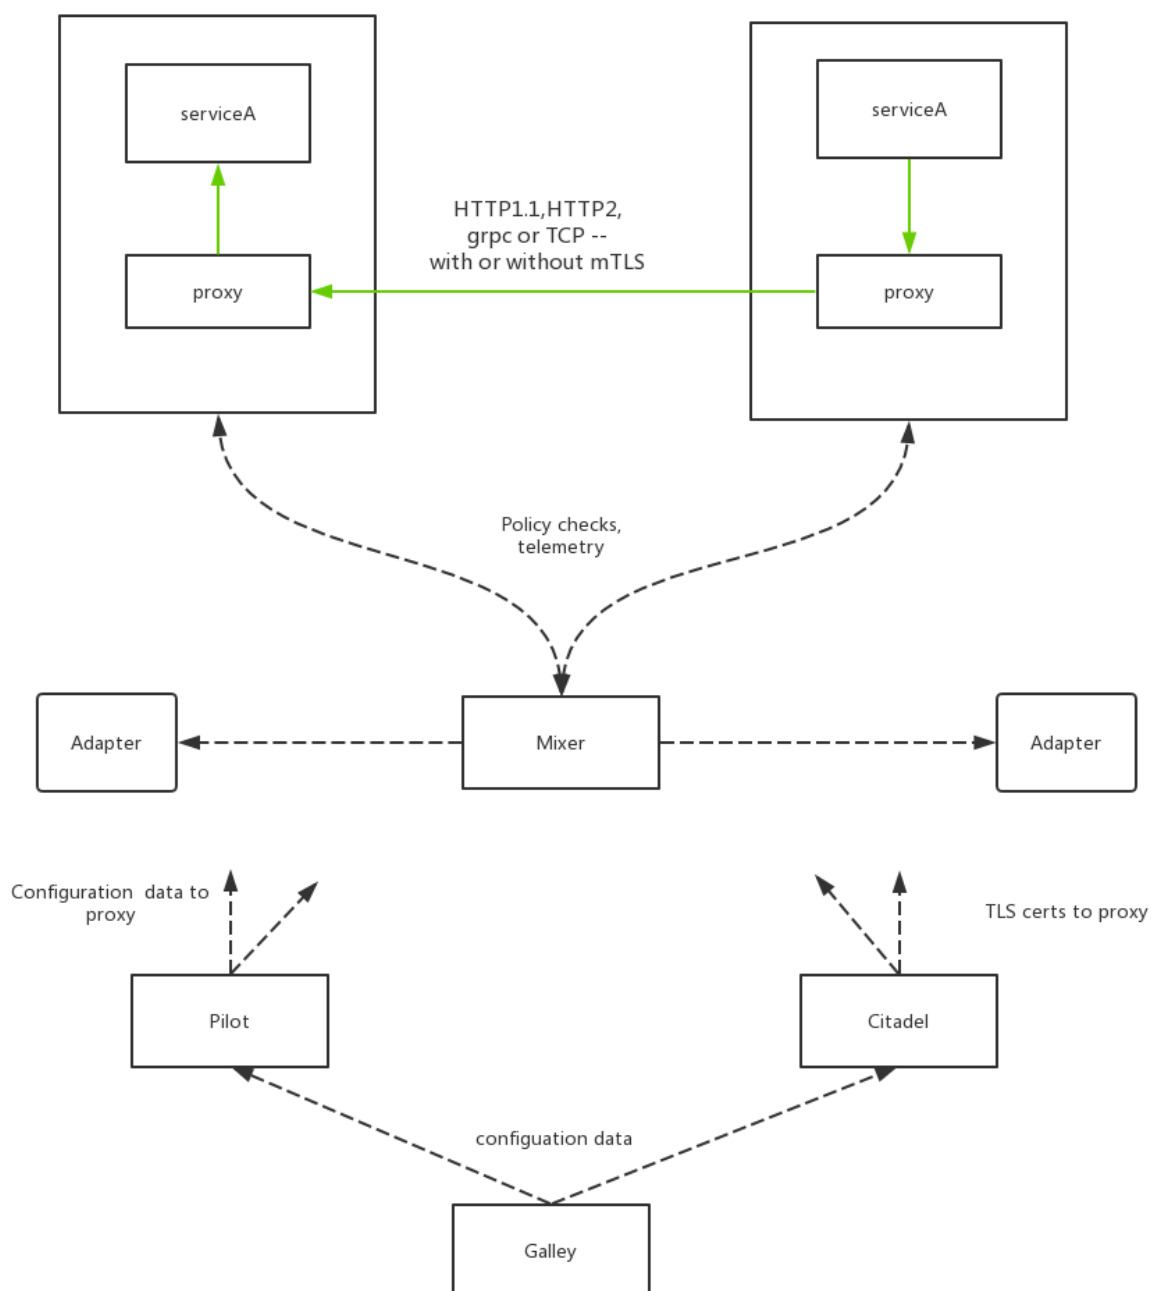 serviceA
serviceA
HTTP1.1,HTTP2,
grpc or TCP --
with or without mTLS
proxy
proxy
Policy checks,
telemetry
Adapter
Mixer
Adapter
Configuration data to
proxy
TLS certs to proxy
Pilot
Citadel
configuation data
Galley